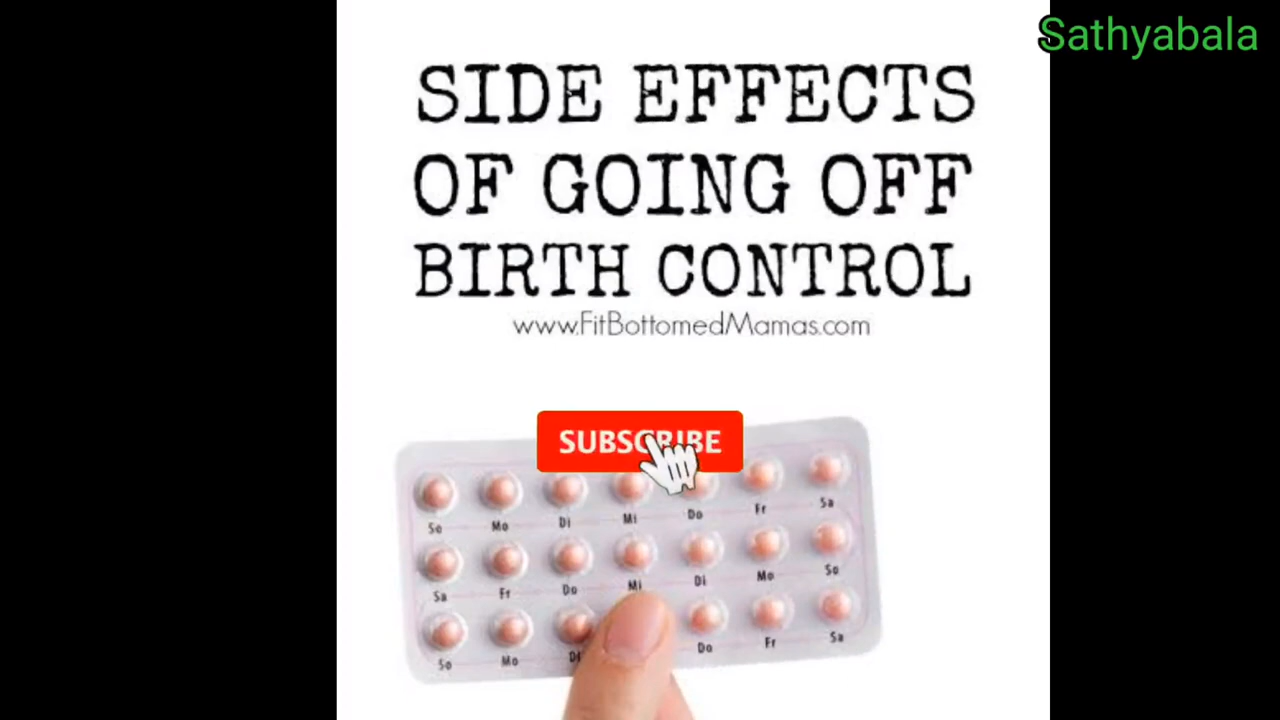 Sathyabala
SIDE EFFECTS
OF GOING OFF
BIRTH CONTROL
www.FitBottomedMamas.com
SUBSCRIBE
So Mo Di Mi Do Fr Sa
Sa Fr Do Mi Di Mo So
So Mo Di Do Fr Sa